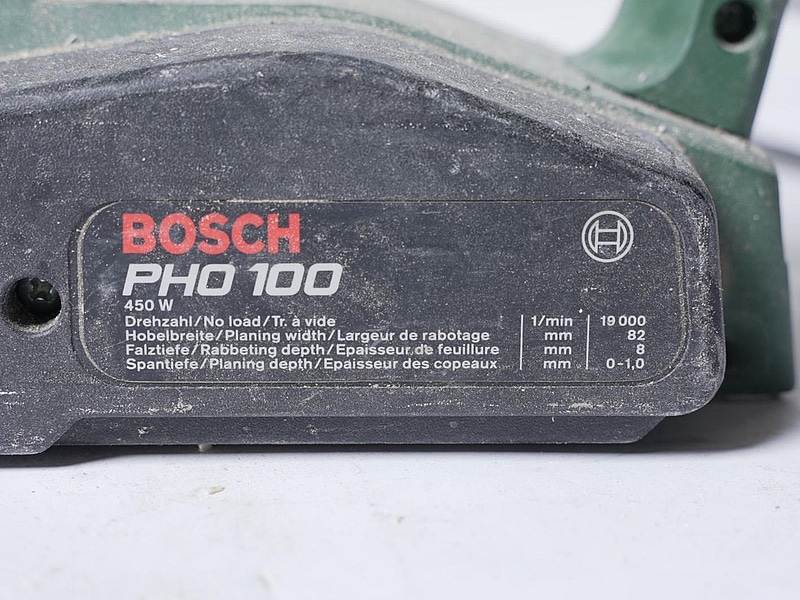 BOSCH
PHO 100
450 W
Drehzahl/No load/Tr. à vide 1/min 19 000
Hobelbreite/Planing width/Largeur de rabotage mm 82
Falztiefe/Rabbeting depth/Epaisseur de feuillure mm 8
Spantiefe/Planing depth/Epaisseur des copeaux mm 0-1,0